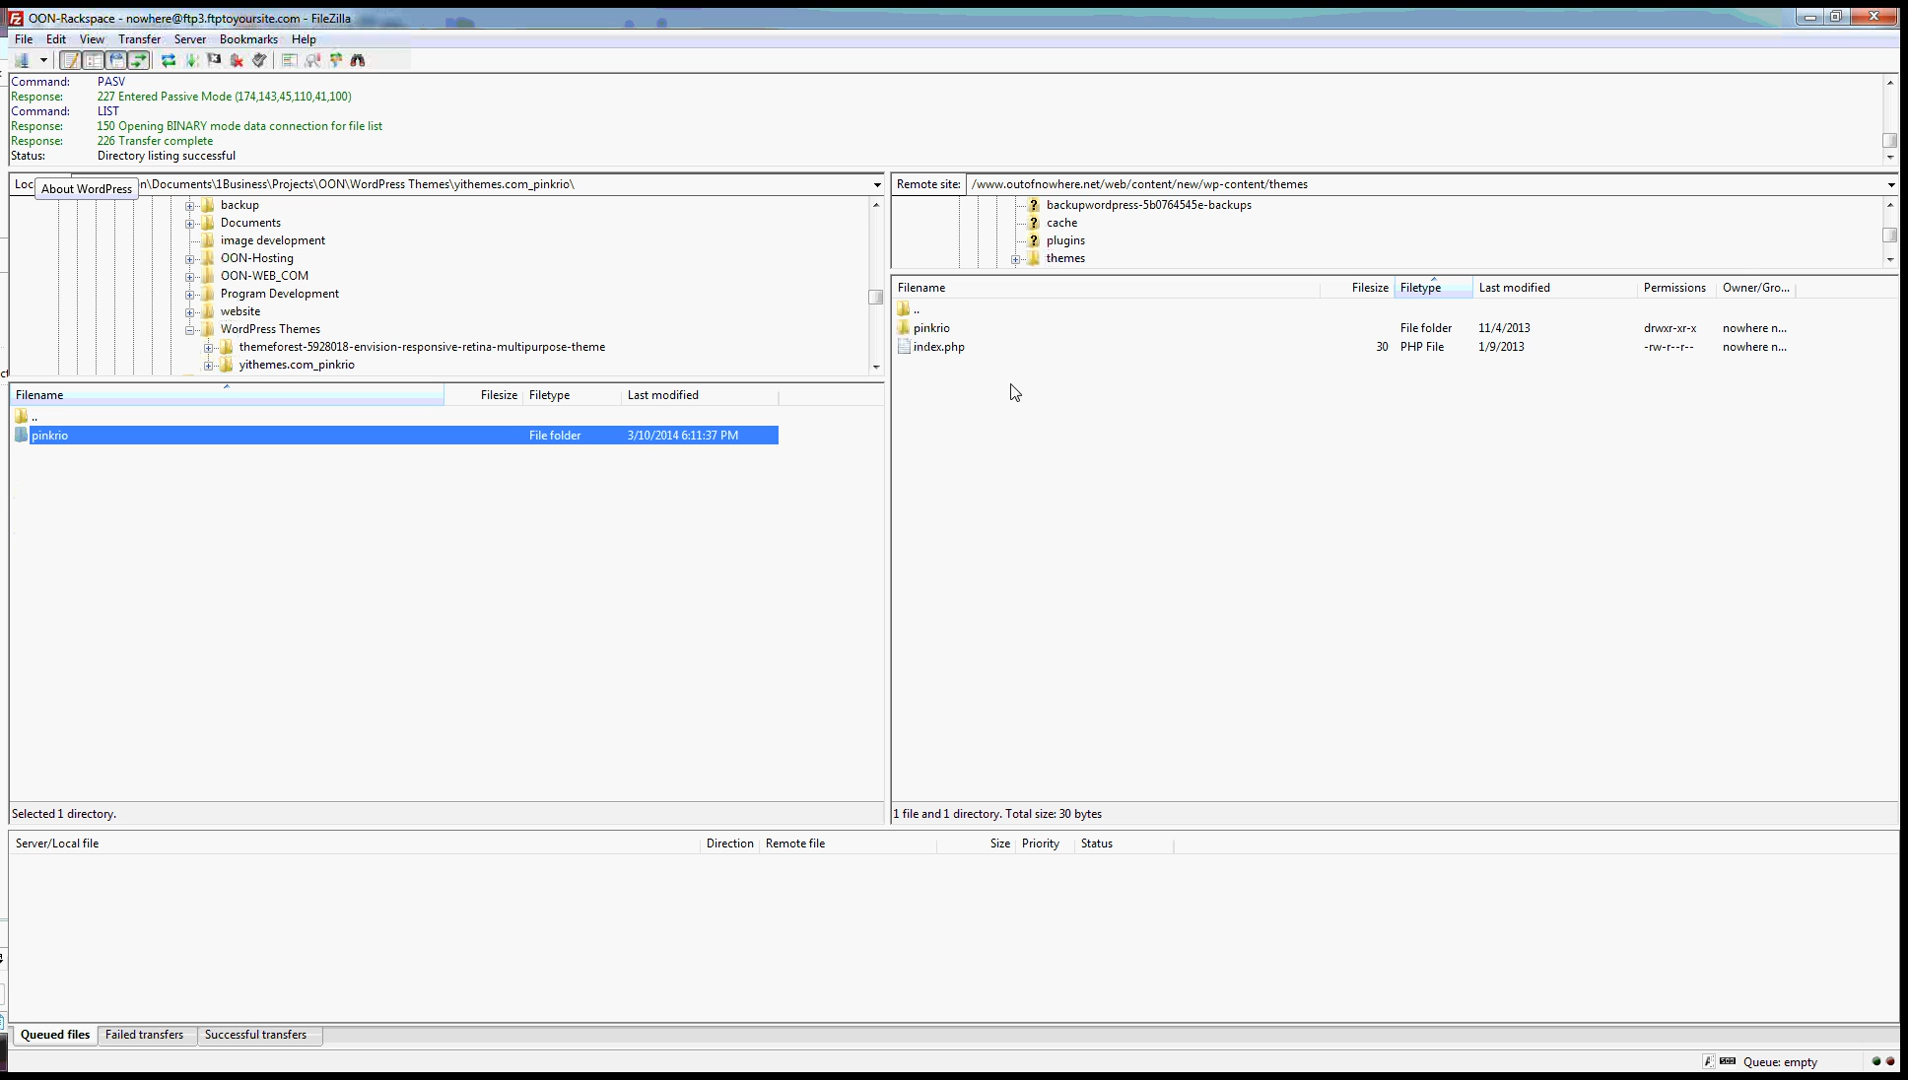 OON-Rackspace - nowhere@ftp3.ftptoyoursite.com - FileZilla
File Edit View Transfer Server Bookmarks Help
Command: PASV
Response: 227 Entered Passive Mode (174,143,45,110,41,100)
Command: LIST
Response: 150 Opening BINARY mode data connection for file list
Response: 226 Transfer complete
Status: Directory listing successful
Loc
About WordPress
n\Documents\1Business\Projects\OON\WordPress Themes\yithemes.com_pinkrio\
backup
Documents
image development
OON-Hosting
OON-WEB_COM
Program Development
website
WordPress Themes
themeforest-5928018-envision-responsive-retina-multipurpose-theme
yithemes.com_pinkrio
Filename Filesize Filetype Last modified
..
pinkrio File folder 3/10/2014 6:11:37 PM
Selected 1 directory.
Remote site: /www.outofnowhere.net/web/content/new/wp-content/themes
backupwordpress-5b0764545e-backups
cache
plugins
themes
Filename Filesize Filetype Last modified Permissions Owner/Gro...
..
pinkrio File folder 11/4/2013 drwxr-xr-x nowhere n...
index.php 30 PHP File 1/9/2013 -rw-r--r-- nowhere n...
1 file and 1 directory. Total size: 30 bytes
Server/Local file Direction Remote file Size Priority Status
Queued files Failed transfers Successful transfers
Queue: empty